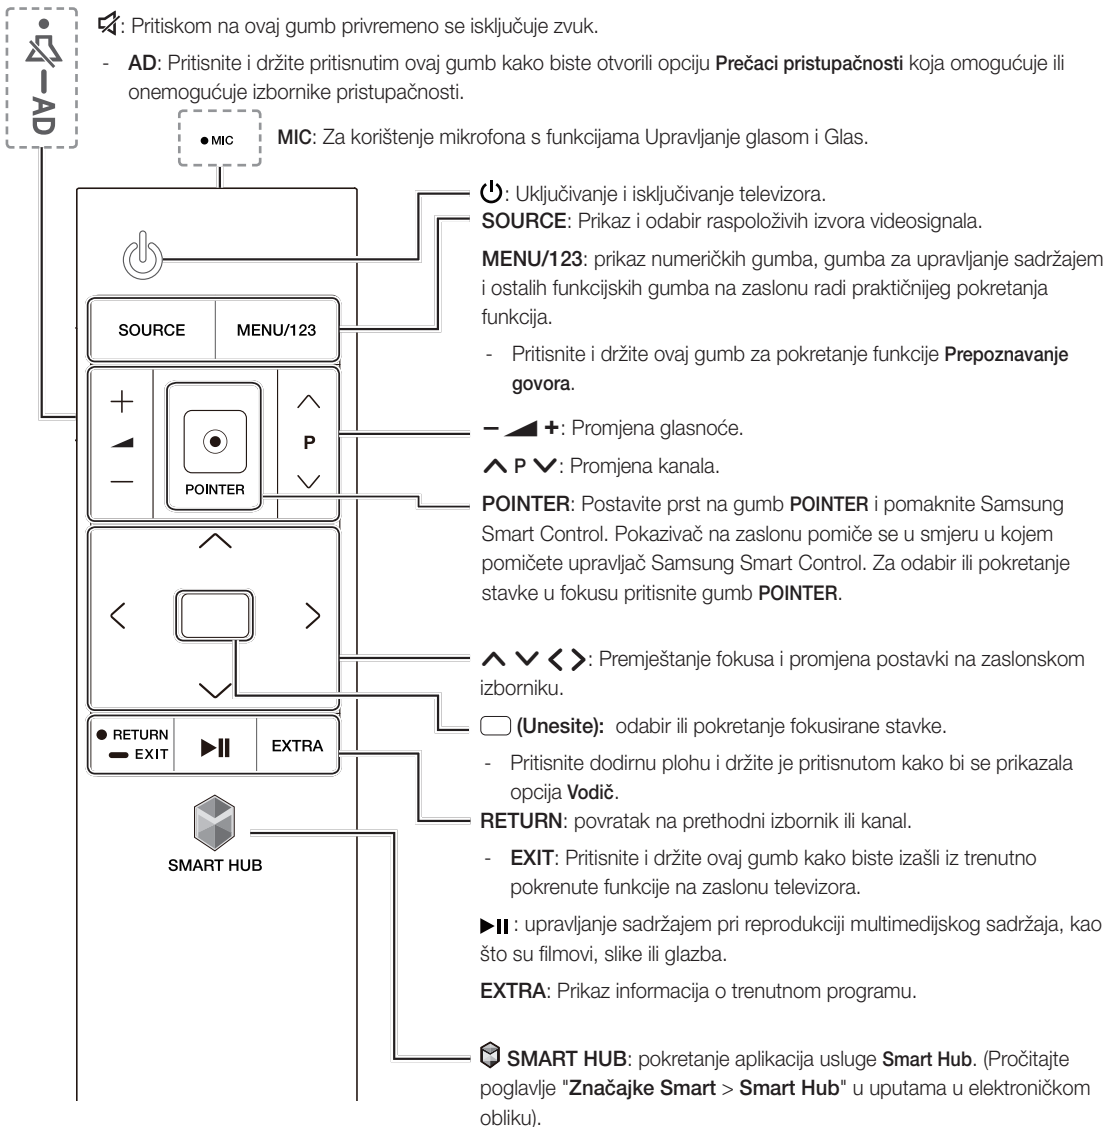 : Pritiskom na ovaj gumb privremeno se isključuje zvuk.
- AD: Pritisnite i držite pritisnutim ovaj gumb kako biste otvorili opciju Prečaci pristupačnosti koja omogućuje ili
onemogućuje izbornike pristupačnosti.
AD
MIC
MIC: Za korištenje mikrofona s funkcijama Upravljanje glasom i Glas.
: Uključivanje i isključivanje televizora.
SOURCE: Prikaz i odabir raspoloživih izvora videosignala.
MENU/123: prikaz numeričkih gumba, gumba za upravljanje sadržajem
i ostalih funkcijskih gumba na zaslonu radi praktičnijeg pokretanja
funkcija.
- Pritisnite i držite ovaj gumb za pokretanje funkcije Prepoznavanje
govora.
SOURCE
MENU/123
+
P
—
POINTER
– +: Promjena glasnoće.
P : Promjena kanala.
POINTER: Postavite prst na gumb POINTER i pomaknite Samsung
Smart Control. Pokazivač na zaslonu pomiče se u smjeru u kojem
pomičete upravljač Samsung Smart Control. Za odabir ili pokretanje
stavke u fokusu pritisnite gumb POINTER.
: Premještanje fokusa i promjena postavki na zaslonskom
izborniku.
(Unesite): odabir ili pokretanje fokusirane stavke.
- Pritisnite dodirnu plohu i držite je pritisnutom kako bi se prikazala
opcija Vodič.
RETURN
EXIT
EXTRA
SMART HUB
RETURN: povratak na prethodni izbornik ili kanal.
- EXIT: Pritisnite i držite ovaj gumb kako biste izašli iz trenutno
pokrenute funkcije na zaslonu televizora.
: upravljanje sadržajem pri reprodukciji multimedijskog sadržaja, kao
što su filmovi, slike ili glazba.
EXTRA: Prikaz informacija o trenutnom programu.
SMART HUB: pokretanje aplikacija usluge Smart Hub. (Pročitajte
poglavlje "Značajke Smart > Smart Hub" u uputama u elektroničkom
obliku).